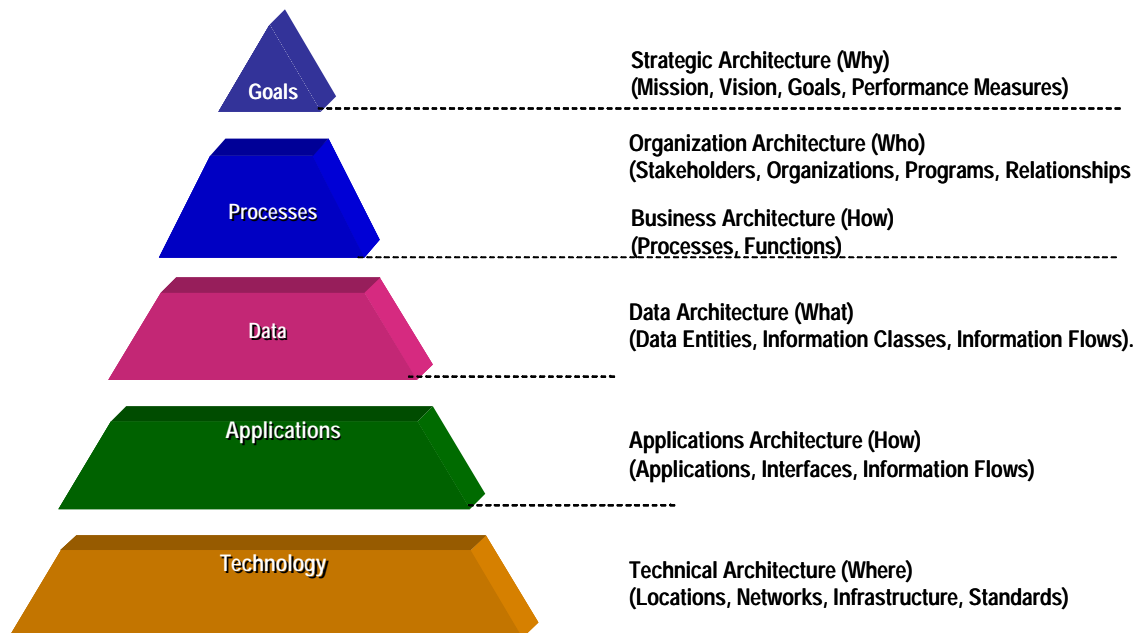 Goals
Strategic Architecture (Why)
(Mission, Vision, Goals, Performance Measures)
Processes
Organization Architecture (Who)
(Stakeholders, Organizations, Programs, Relationships
Business Architecture (How)
(Processes, Functions)
Data
Data Architecture (What)
(Data Entities, Information Classes, Information Flows).
Applications
Applications Architecture (How)
(Applications, Interfaces, Information Flows)
Technology
Technical Architecture (Where)
(Locations, Networks, Infrastructure, Standards)